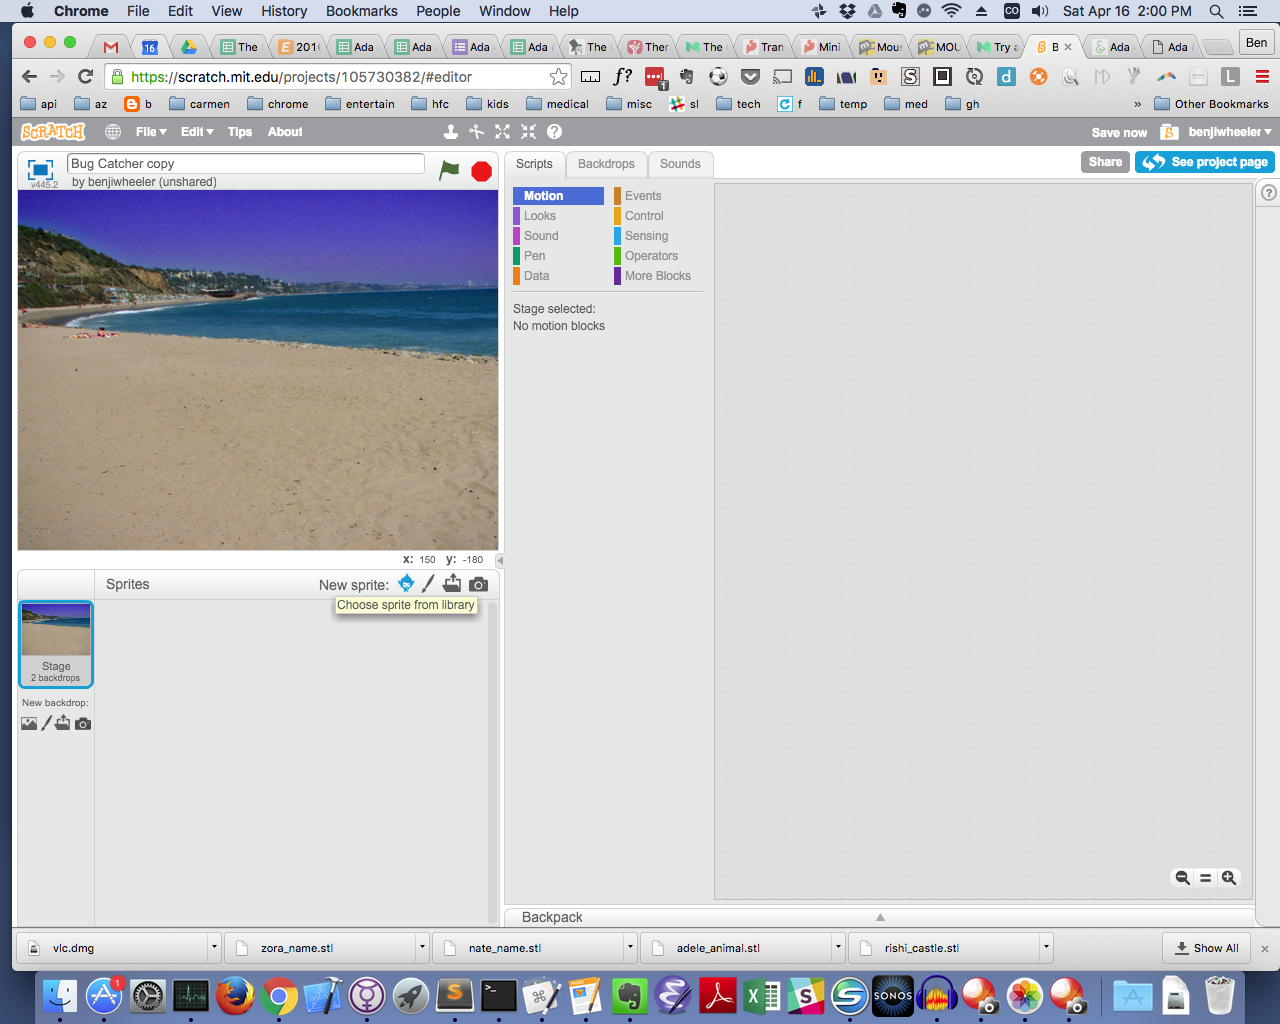 Chrome File Edit View History Bookmarks People Window Help Sat Apr 16 2:00 PM
16 The 201 Ada Ada Ada Ada The Ther The Tran Mini Mous MOU Try a B Ada Ada Ben
https://scratch.mit.edu/projects/105730382/#editor
api az b carmen chrome entertain hfc kids medical misc sl tech f temp med gh » Other Bookmarks
SCRATCH File Edit Tips About Save now benjiwheeler
v445.2
Bug Catcher copy
by benjiwheeler (unshared)
Scripts Backdrops Sounds
Share See project page
Motion Events
Looks Control
Sound Sensing
Pen Operators
Data More Blocks
Stage selected:
No motion blocks
x: 150 y: -180
Sprites New sprite:
Choose sprite from library
Stage
2 backdrops
New backdrop:
Backpack
vlc.dmg zora_name.stl nate_name.stl adele_animal.stl rishi_castle.stl Show All
1
SONOS